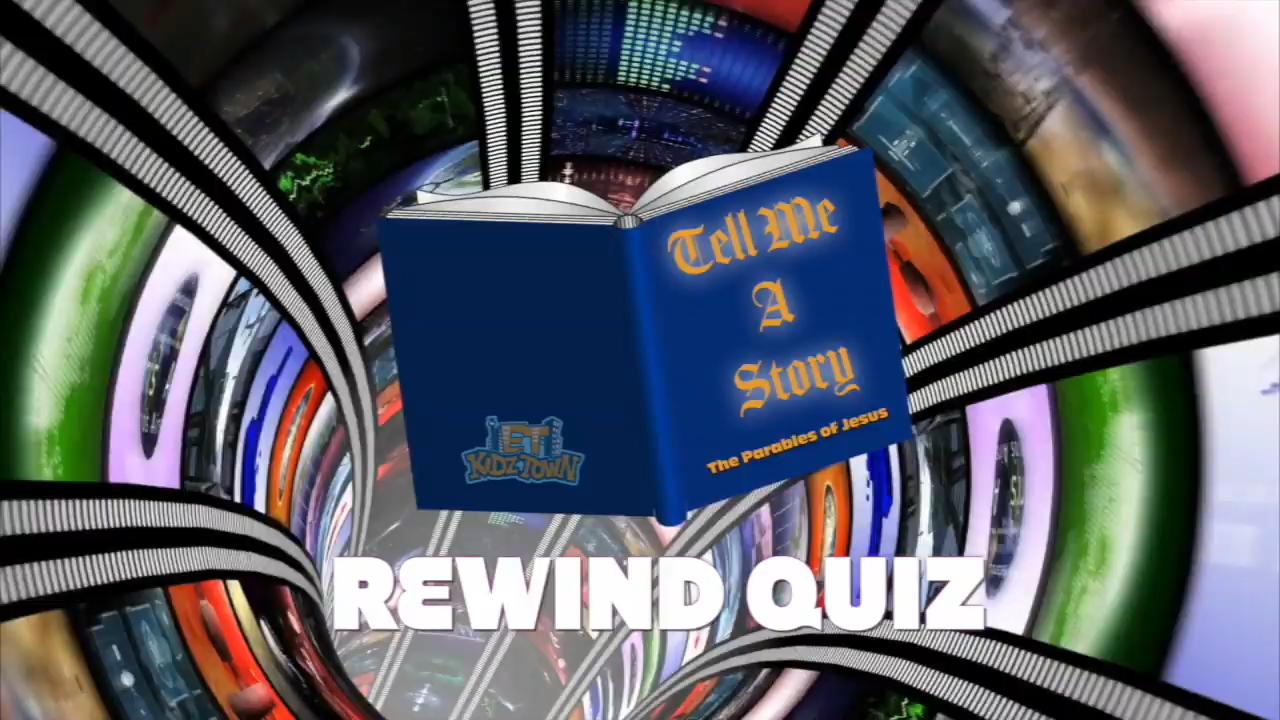 Tell Me
A
Story
The Parables of Jesus
ET
KIDZ TOWN
REWIND QUIZ